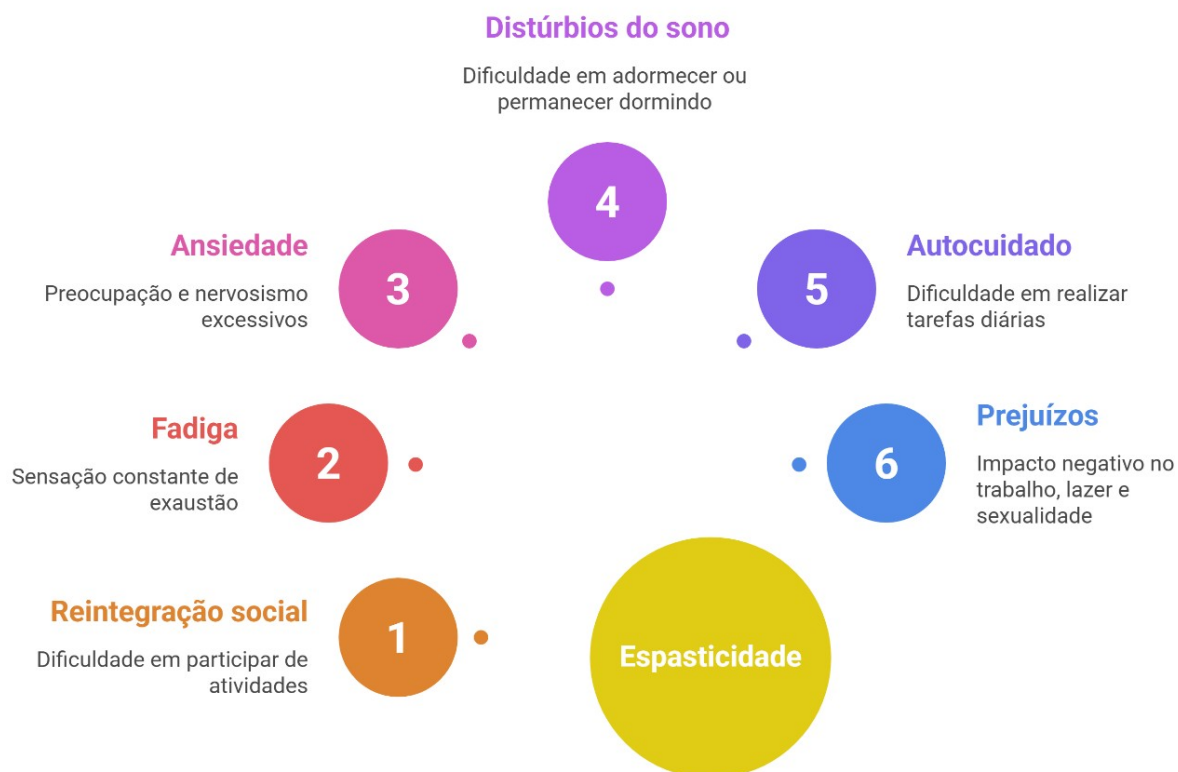 Distúrbios do sono
Dificuldade em adormecer ou
permanecer dormindo
4
Ansiedade
Preocupação e nervosismo
excessivos
3
5
Autocuidado
Dificuldade em realizar
tarefas diárias
Fadiga
Sensação constante de
exaustão
2
6
Prejuízos
Impacto negativo no
trabalho, lazer e
sexualidade
Reintegração social
Dificuldade em participar de
atividades
1
Espasticidade